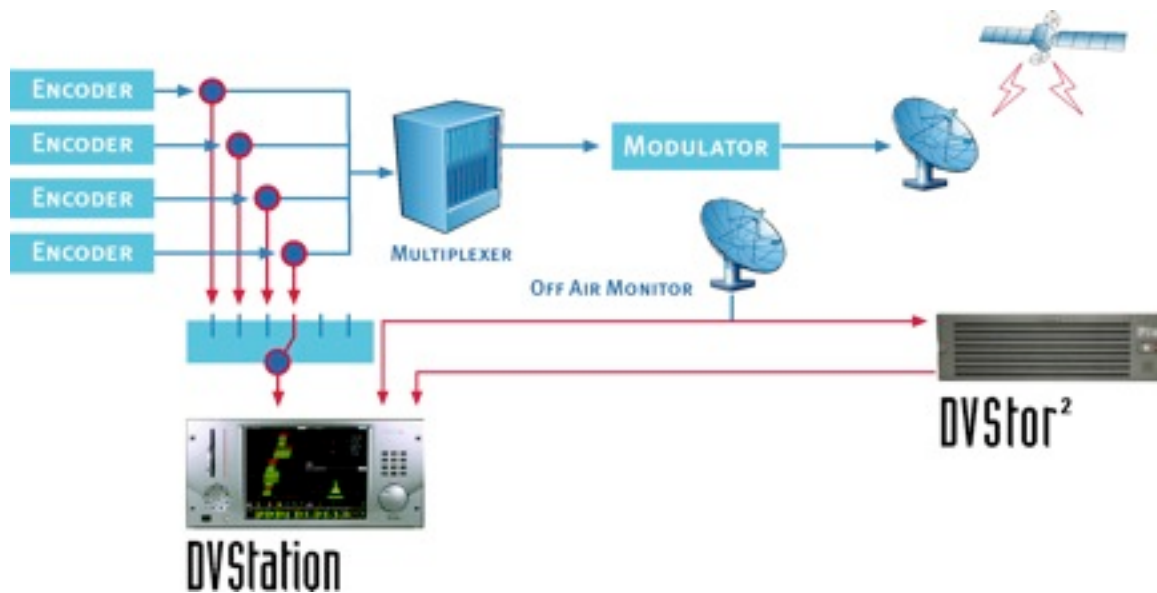 ENCODER
ENCODER
ENCODER
ENCODER
MULTIPLEXER
MODULATOR
OFF AIR MONITOR
DVStor²
DVStation